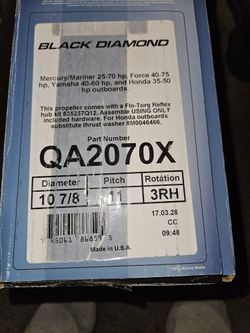 BLACK DIAMOND
Mercury/Mariner 25-70 hp, Force 40-75
hp, Yamaha 40-60 hp, and Honda 35-50
hp outboards.
This propeller comes with a Flo-Torq Reflex
hub kit 835257Q12. Assemble USING ONLY
included hardware. For Honda outboards
substitute thrust washer 8M0046466.
Part Number
QA2070X
Diameter Pitch Rotation
10 7/8 11 3RH
17.03.28
CC
09:48
Made in U.S.A.